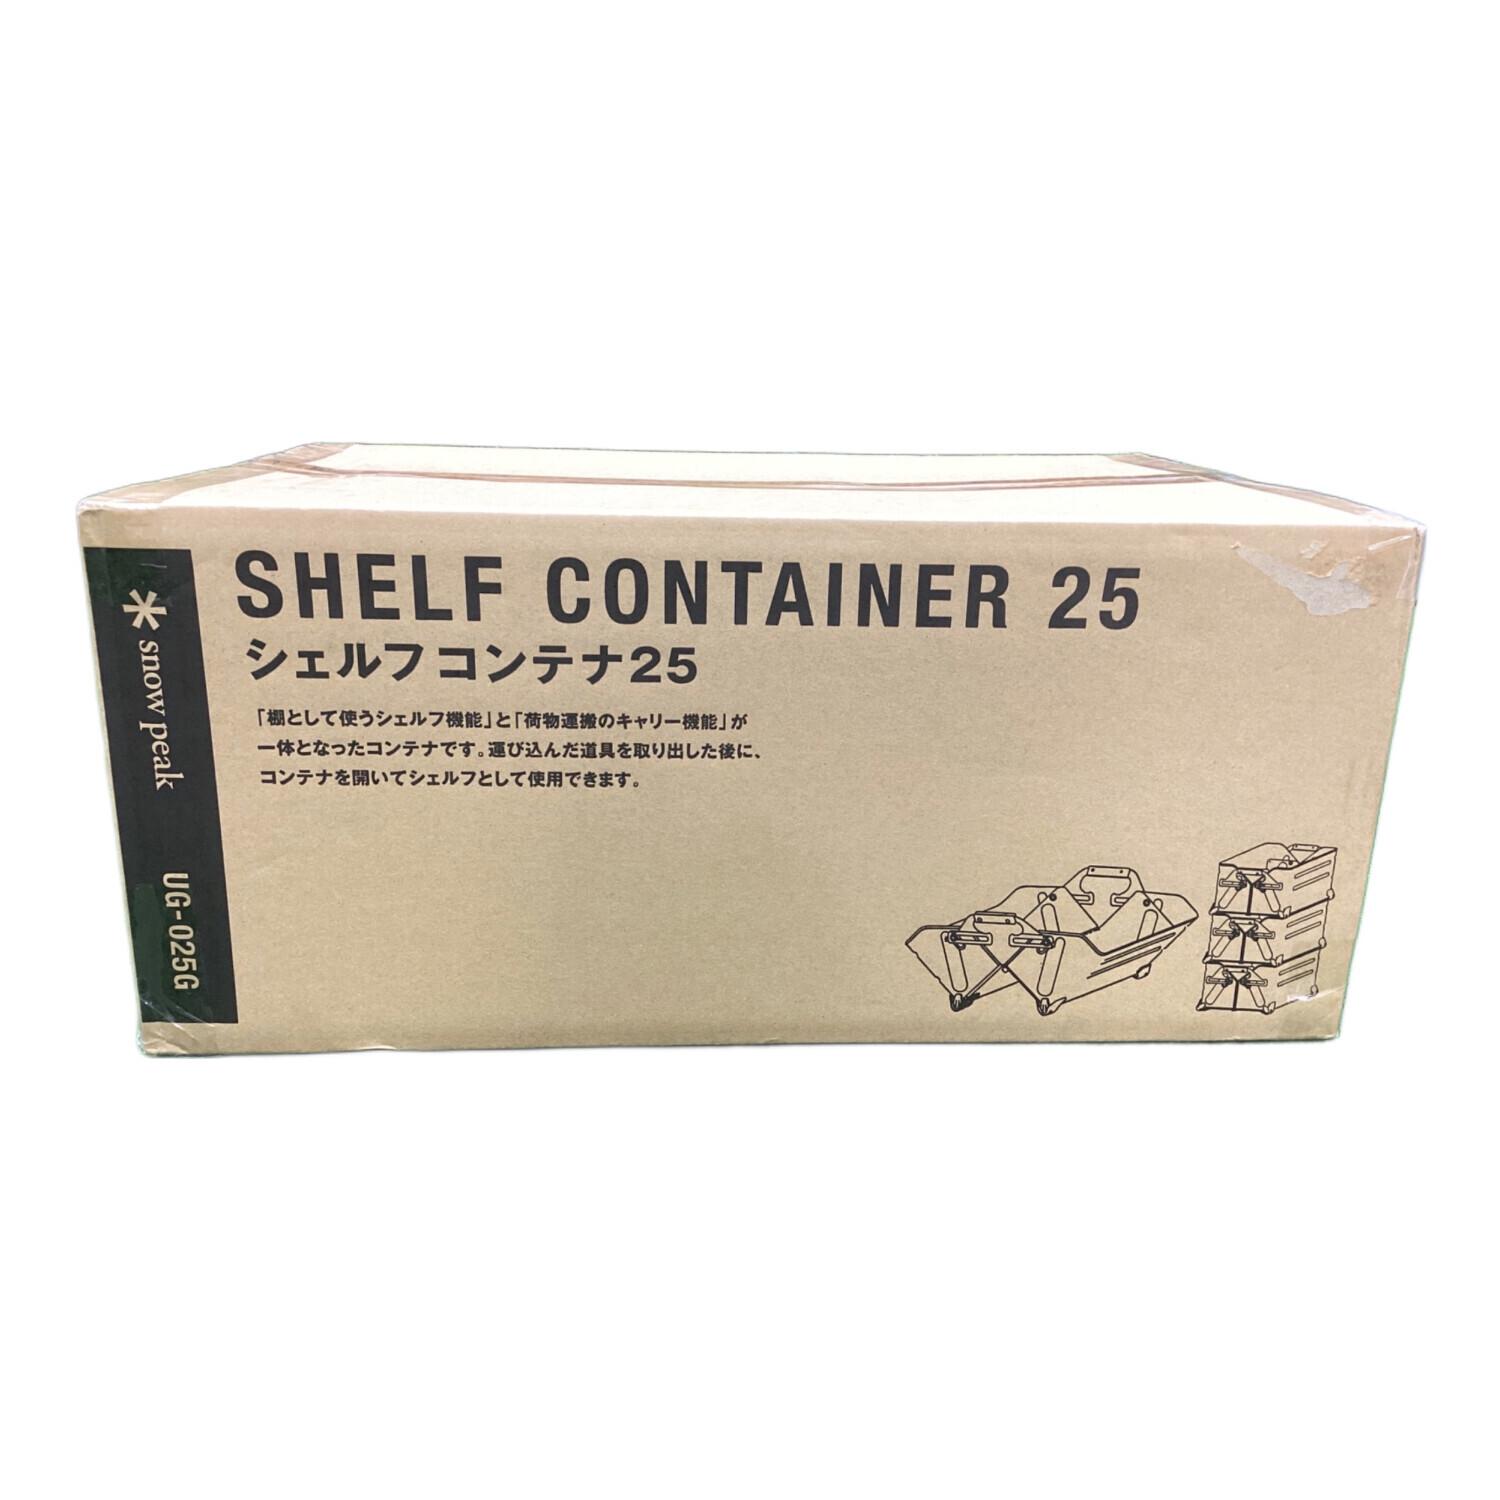 SHELF CONTAINER 25
シェルフコンテナ25
「棚として使うシェルフ機能」と「荷物運搬のキャリー機能」が
一体となったコンテナです。運び込んだ道具を取り出した後に、
コンテナを開いてシェルフとして使用できます。
snow peak
UG-025G